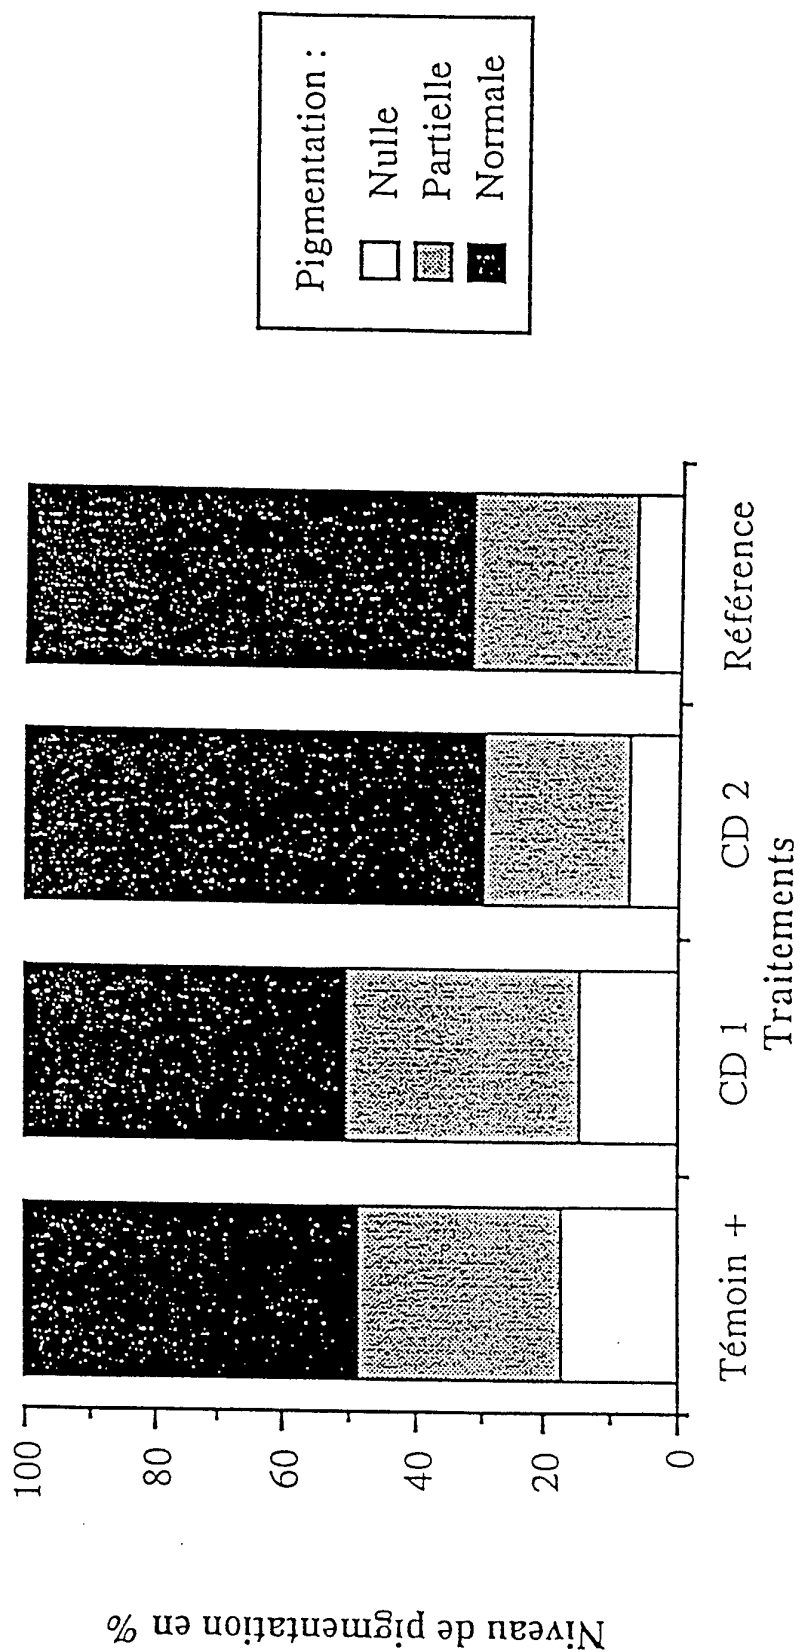 Niveau de pigmentation en %
100
80
60
40
20
0
Témoin +
CD 1
CD 2
Référence
Traitements
Pigmentation :
Nulle
Partielle
Normale